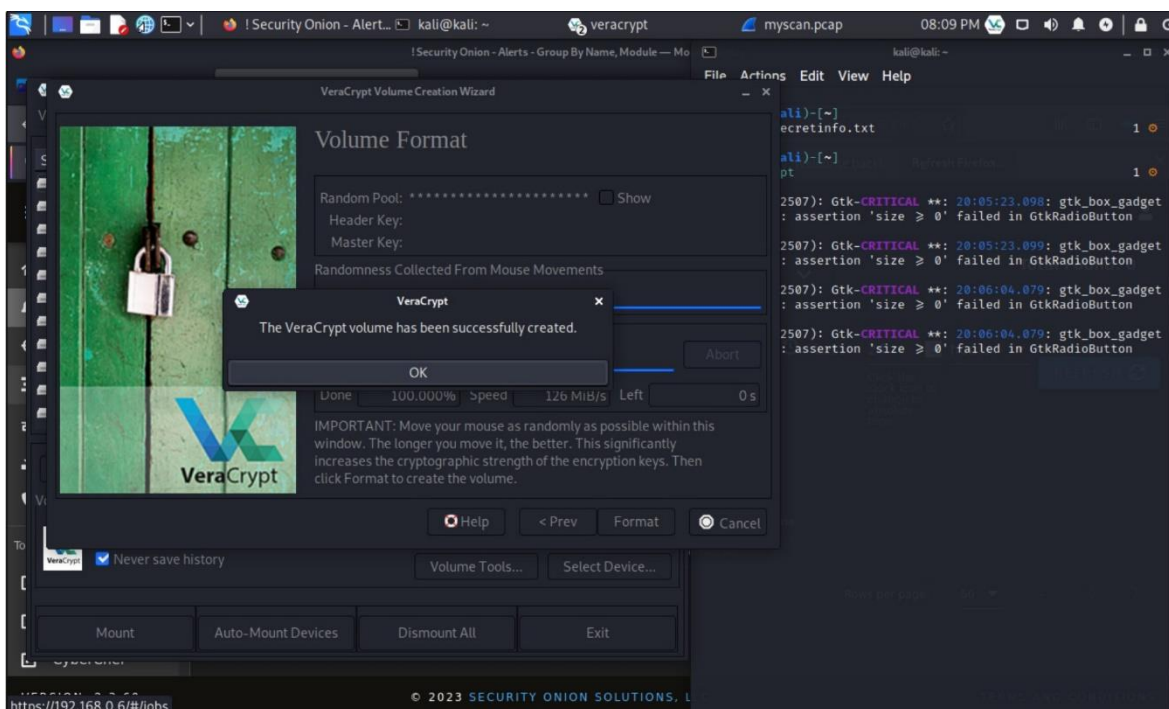 ! Security Onion - Alert...
kali@kali: ~
veracrypt
myscan.pcap
08:09 PM
! Security Onion - Alerts - Group By Name, Module — Mo
kali@kali: ~
File Actions Edit View Help
VeraCrypt Volume Creation Wizard
Volume Format
Random Pool: ********************** Show
Header Key:
Master Key:
Randomness Collected From Mouse Movements
VeraCrypt
The VeraCrypt volume has been successfully created.
OK
Abort
Done 100.000% Speed 126 MiB/s Left 0 s
IMPORTANT: Move your mouse as randomly as possible within this
window. The longer you move it, the better. This significantly
increases the cryptographic strength of the encryption keys. Then
click Format to create the volume.
VeraCrypt
Help < Prev Format Cancel
VeraCrypt
Never save history
Volume Tools... Select Device...
Mount Auto-Mount Devices Dismount All Exit
ali)-[~]
ecretinfo.txt 1
ali)-[~]
pt 1
2507): Gtk-CRITICAL **: 20:05:23.098: gtk_box_gadget
: assertion 'size ⩾ 0' failed in GtkRadioButton
2507): Gtk-CRITICAL **: 20:05:23.099: gtk_box_gadget
: assertion 'size ⩾ 0' failed in GtkRadioButton
2507): Gtk-CRITICAL **: 20:06:04.079: gtk_box_gadget
: assertion 'size ⩾ 0' failed in GtkRadioButton
2507): Gtk-CRITICAL **: 20:06:04.079: gtk_box_gadget
: assertion 'size ⩾ 0' failed in GtkRadioButton
Rows per page:
© 2023 SECURITY ONION SOLUTIONS, L
https://192.168.0.6/#/jobs